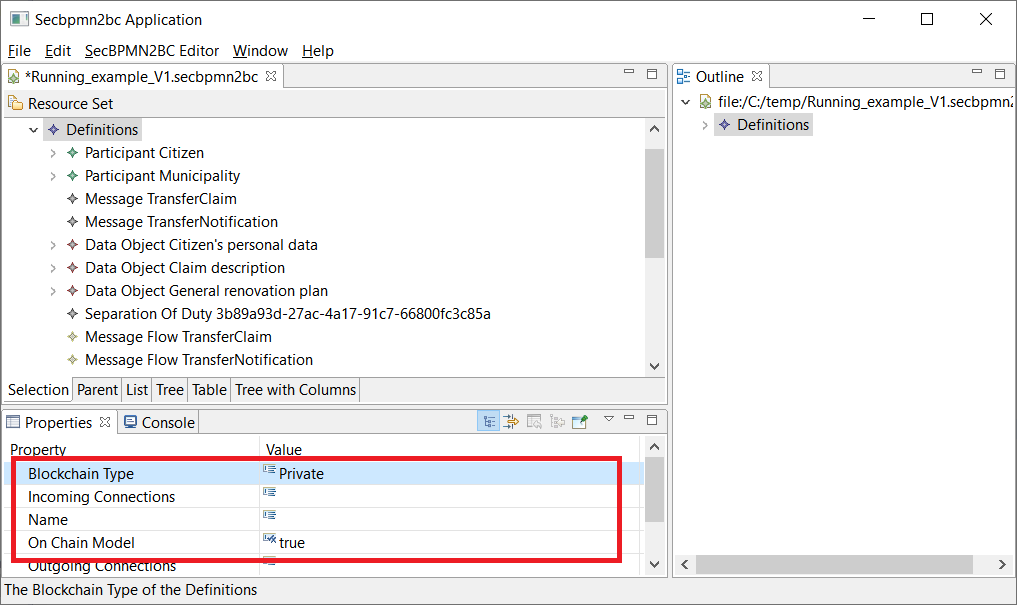 Secbpmn2bc Application
File Edit SecBPMN2BC Editor Window Help
*Running_example_V1.secbpmn2bc
Resource Set
Definitions
Participant Citizen
Participant Municipality
Message TransferClaim
Message TransferNotification
Data Object Citizen's personal data
Data Object Claim description
Data Object General renovation plan
Separation Of Duty 3b89a93d-27ac-4a17-91c7-66800fc3c85a
Message Flow TransferClaim
Message Flow TransferNotification
Selection Parent List Tree Table Tree with Columns
Outline
file:/C:/temp/Running_example_V1.secbpmn2
Definitions
Properties Console
Property Value
Blockchain Type Private
Incoming Connections
Name
On Chain Model true
Outgoing Connections
The Blockchain Type of the Definitions